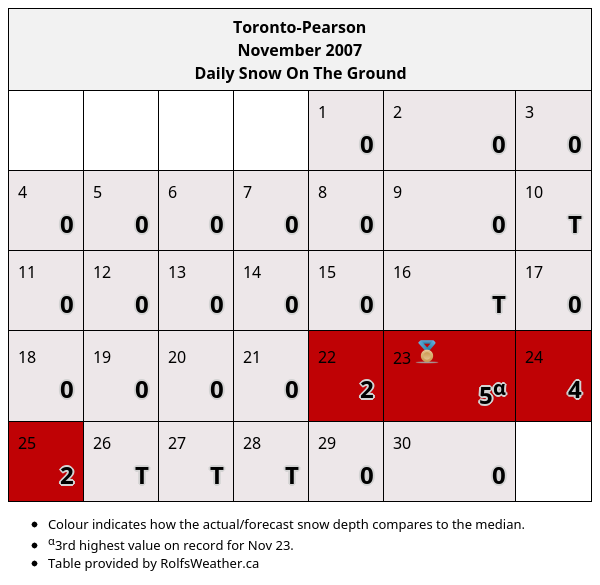 Toronto-Pearson
November 2007
Daily Snow On The Ground
1 2 3
0 0 0
4 5 6 7 8 9 10
0 0 0 0 0 0 T
11 12 13 14 15 16 17
0 0 0 0 0 T 0
18 19 20 21 22 23 24
0 0 0 0 2 5α 4
25 26 27 28 29 30
2 T T T 0 0
• Colour indicates how the actual/forecast snow depth compares to the median.
• α3rd highest value on record for Nov 23.
• Table provided by RolfsWeather.ca